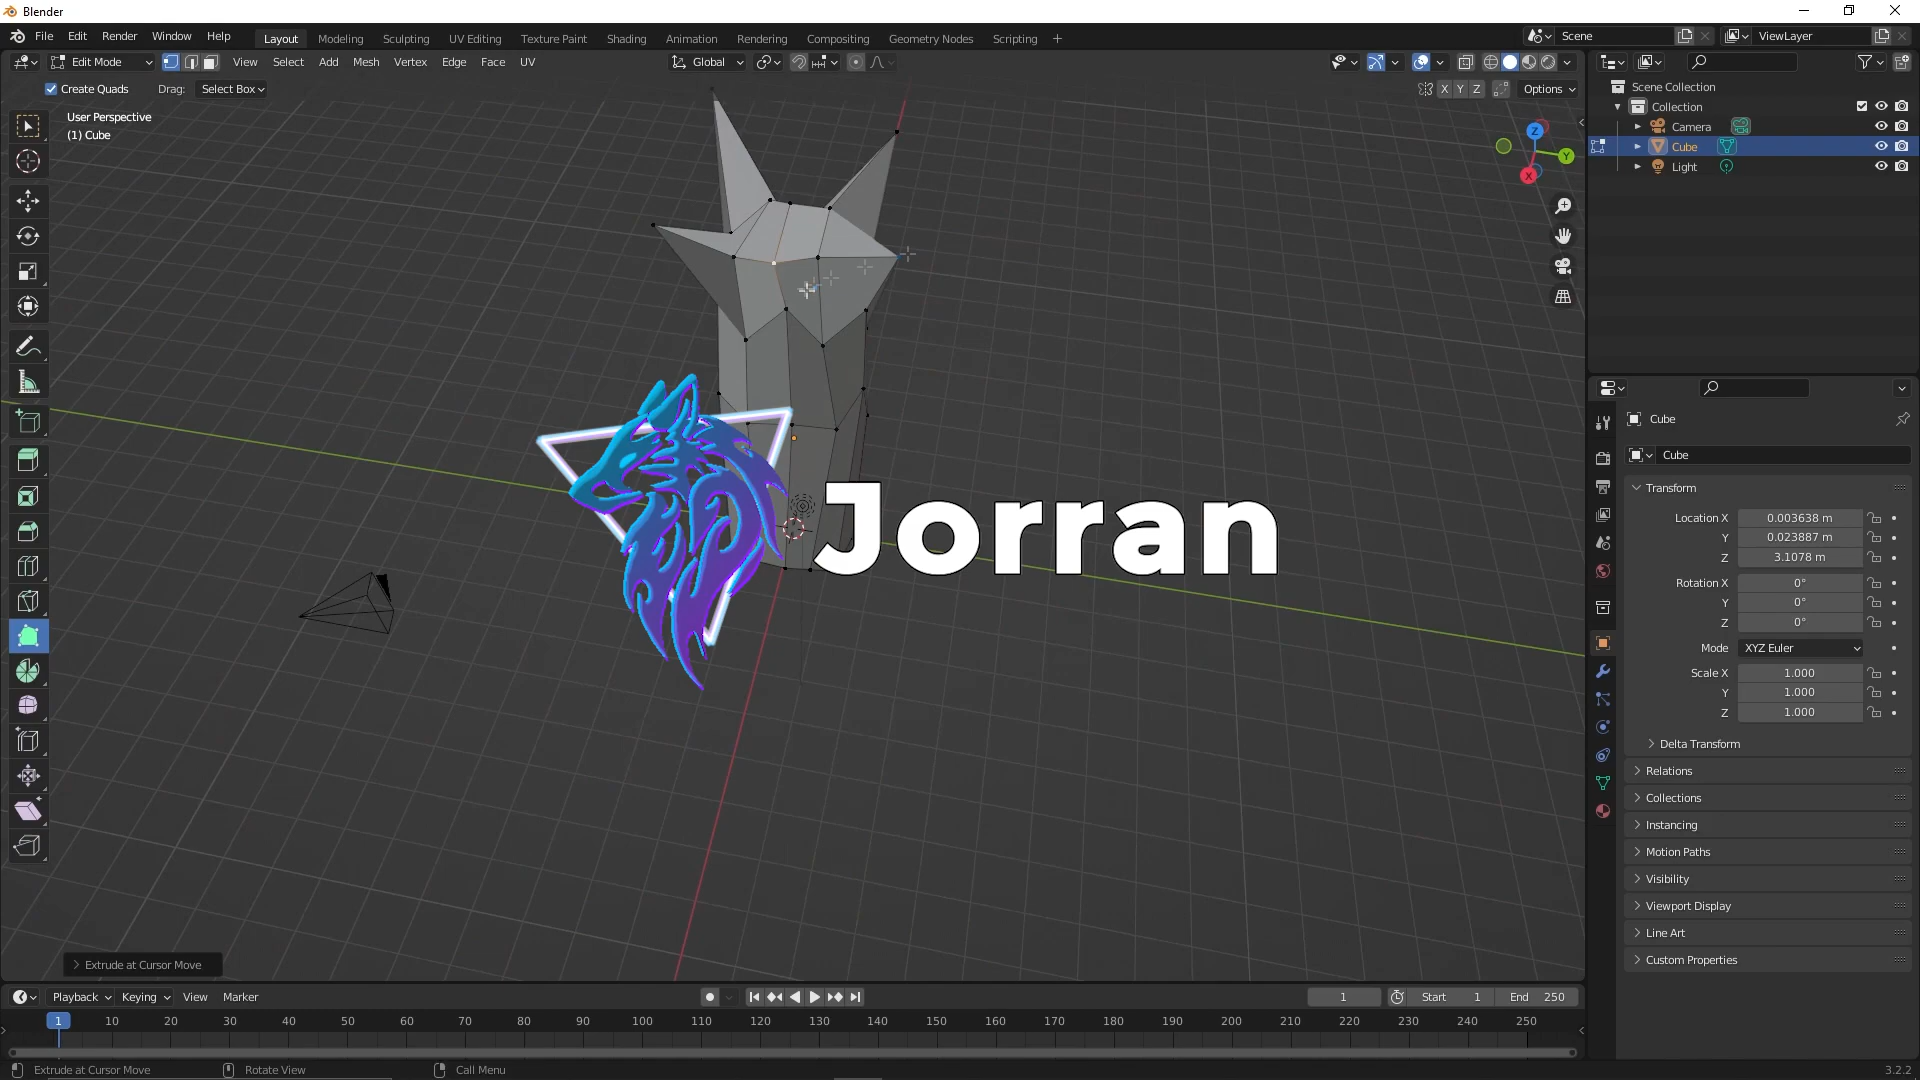 Blender
File Edit Render Window Help
Layout Modeling Sculpting UV Editing Texture Paint Shading Animation Rendering Compositing Geometry Nodes Scripting +
Scene
ViewLayer
Edit Mode
View Select Add Mesh Vertex Edge Face UV
Global
Create Quads
Drag: Select Box
X Y Z
Options
User Perspective
(1) Cube
Z
Y
X
Scene Collection
Collection
Camera
Cube
Light
Cube
Cube
Transform
Location X 0.003638 m
Y 0.023887 m
Z 3.1078 m
Rotation X 0°
Y 0°
Z 0°
Mode XYZ Euler
Scale X 1.000
Y 1.000
Z 1.000
Delta Transform
Relations
Collections
Instancing
Motion Paths
Visibility
Viewport Display
Line Art
Custom Properties
Jorran
Extrude at Cursor Move
Playback Keying View Marker
1
Start 1
End 250
1 10 20 30 40 50 60 70 80 90 100 110 120 130 140 150 160 170 180 190 200 210 220 230 240 250
Extrude at Cursor Move
Rotate View
Call Menu
3.2.2